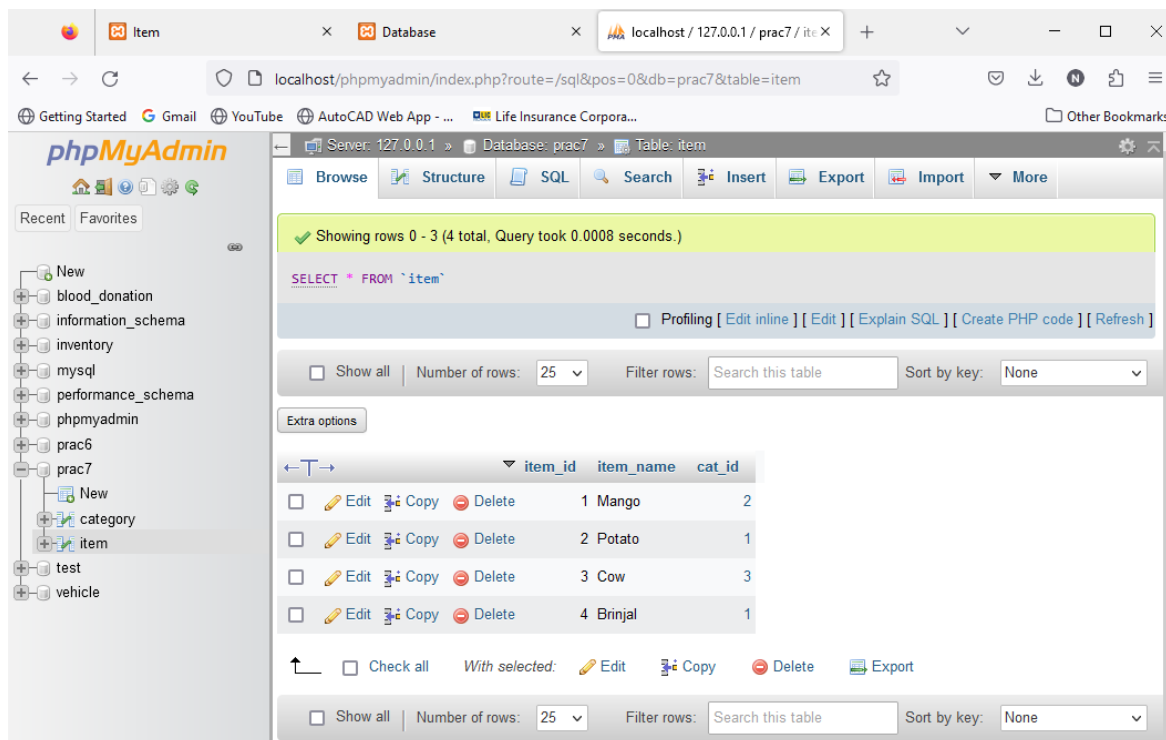 Item
Database
localhost / 127.0.0.1 / prac7 / ite
localhost/phpmyadmin/index.php?route=/sql&pos=0&db=prac7&table=item
Getting Started Gmail YouTube AutoCAD Web App - ... Life Insurance Corpora... Other Bookmarks
phpMyAdmin
Recent Favorites
New
blood_donation
information_schema
inventory
mysql
performance_schema
phpmyadmin
prac6
prac7
New
category
item
test
vehicle
Server: 127.0.0.1 » Database: prac7 » Table: item
Browse Structure SQL Search Insert Export Import More
Showing rows 0 - 3 (4 total, Query took 0.0008 seconds.)
SELECT * FROM `item`
Profiling [ Edit inline ] [ Edit ] [ Explain SQL ] [ Create PHP code ] [ Refresh ]
Show all | Number of rows: 25 Filter rows: Search this table Sort by key: None
Extra options
item_id item_name cat_id
Edit Copy Delete 1 Mango 2
Edit Copy Delete 2 Potato 1
Edit Copy Delete 3 Cow 3
Edit Copy Delete 4 Brinjal 1
Check all With selected: Edit Copy Delete Export
Show all | Number of rows: 25 Filter rows: Search this table Sort by key: None